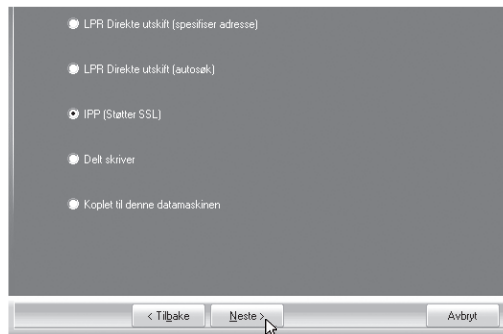 LPR Direkte utskift (spesifiser adresse)
LPR Direkte utskift (autosøk)
IPP (Støtter SSL)
Delt skriver
Koplet til denne datamaskinen
< Tilbake Neste > Avbryt